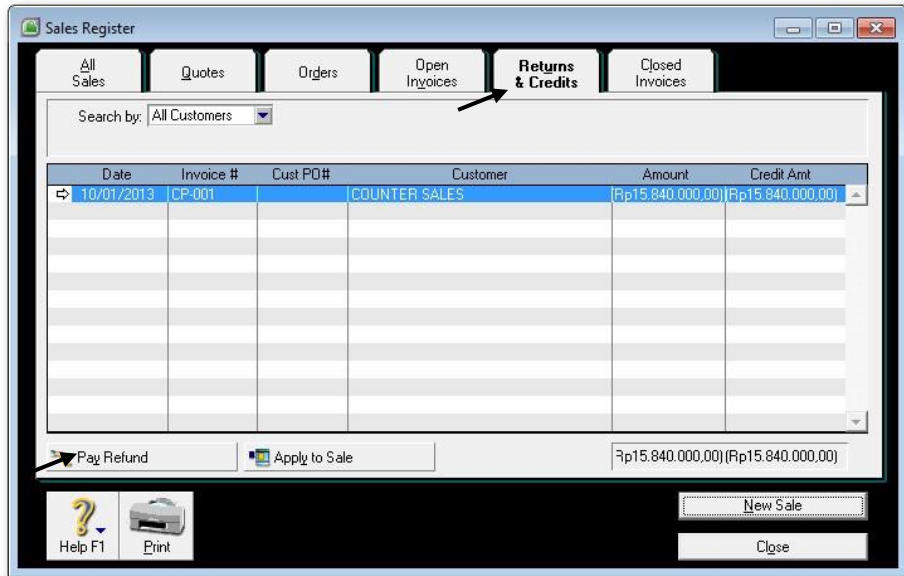 Sales Register
All Sales
Quotes
Orders
Open Invoices
Returns & Credits
Closed Invoices
Search by: All Customers
Date Invoice # Cust PO# Customer Amount Credit Amt
10/01/2013 CP-001 COUNTER SALES (Rp15.840.000,00) (Rp15.840.000,00)
Pay Refund Apply to Sale Rp15.840.000,00) (Rp15.840.000,00)
New Sale
Help F1 Print Close